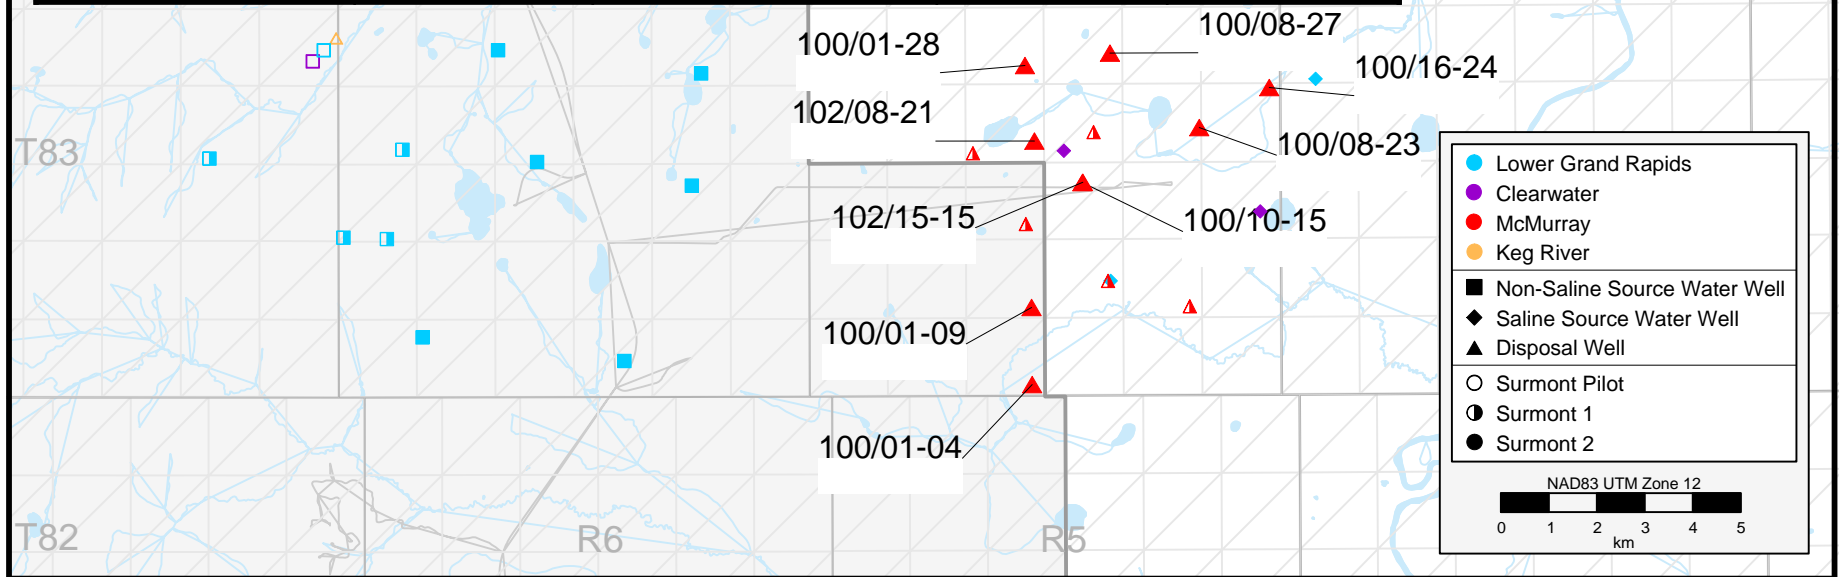 100/08-27
100/01-28
100/16-24
102/08-21
100/08-23
T83
102/15-15
100/10-15
100/01-09
100/01-04
T82
R6
R5
Lower Grand Rapids
Clearwater
McMurray
Keg River
Non-Saline Source Water Well
Saline Source Water Well
Disposal Well
Surmont Pilot
Surmont 1
Surmont 2
NAD83 UTM Zone 12
0 1 2 3 4 5
km